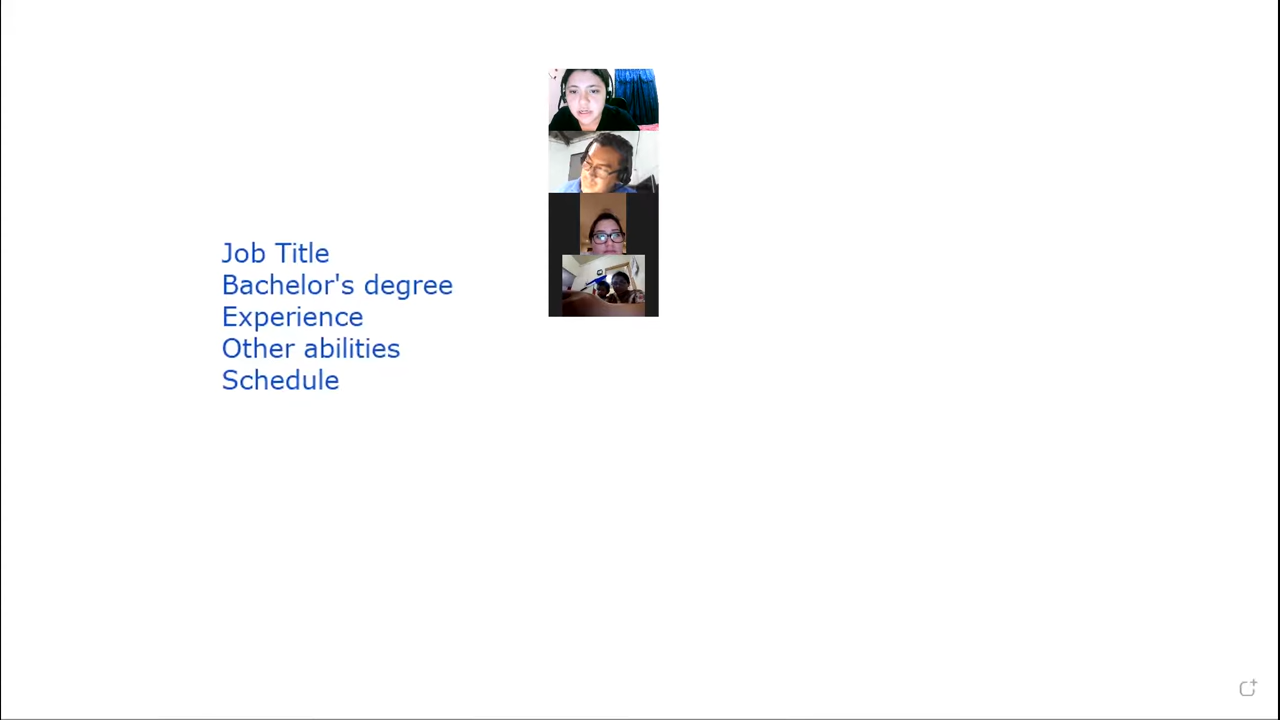 Job Title
Bachelor's degree
Experience
Other abilities
Schedule